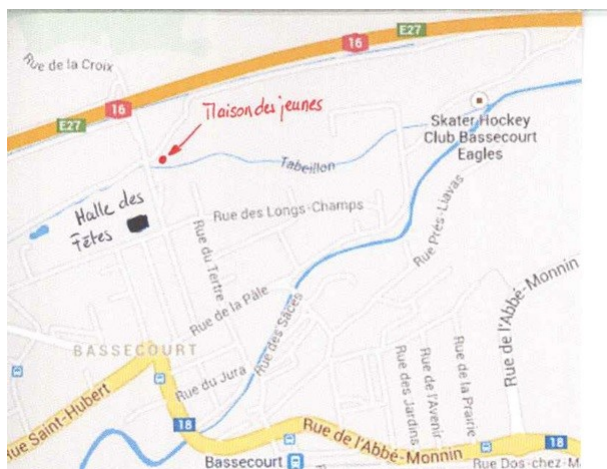 E27
16
Rue de la Croix
16
E27
Maison des jeunes
Skater Hockey
Club Bassecourt
Eagles
Tabeillon
Halle des
Fêtes
Rue des Longs-Champs
Rue du Tertre
Rue Prés-Liavas
Rue de la Pâle
Rue des Sâces
BASSECOURT
Rue de l'Abbé-Monnin
Rue du Jura
Rue des Jardins
Rue de l'Avenir
Rue de la Prairie
Rue Saint-Hubert
18
Rue de l'Abbé-Monnin
18
Bassecourt
Rue Dos-chez-M